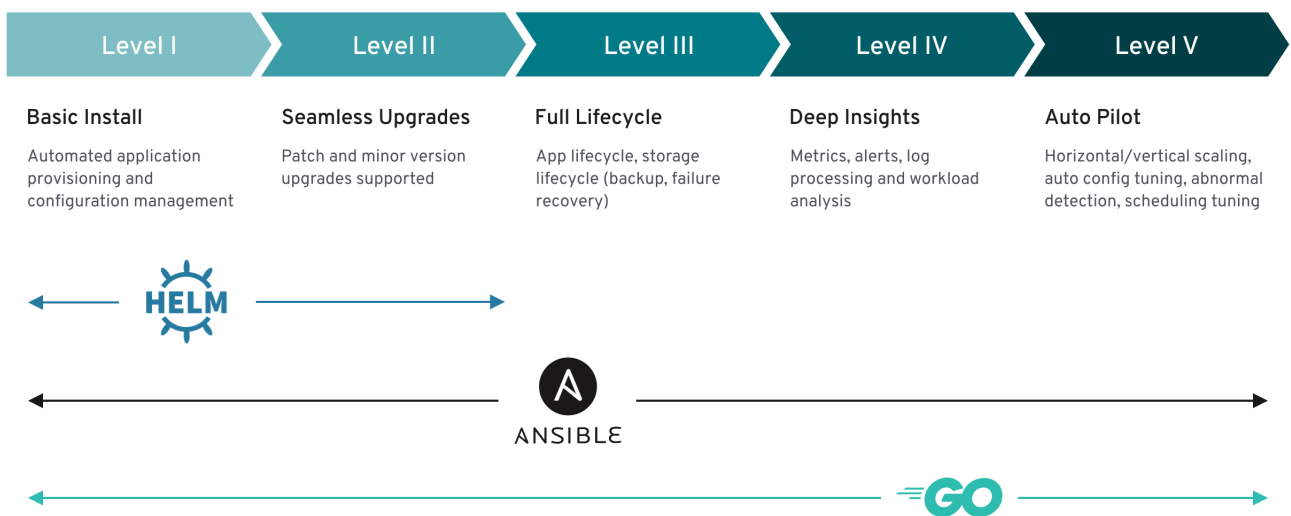 Level I
Level II
Level III
Level IV
Level V
Basic Install
Automated application
provisioning and
configuration management
Seamless Upgrades
Patch and minor version
upgrades supported
Full Lifecycle
App lifecycle, storage
lifecycle (backup, failure
recovery)
Deep Insights
Metrics, alerts, log
processing and workload
analysis
Auto Pilot
Horizontal/vertical scaling,
auto config tuning, abnormal
detection, scheduling tuning
HELM
A
ANSIBLE
GO